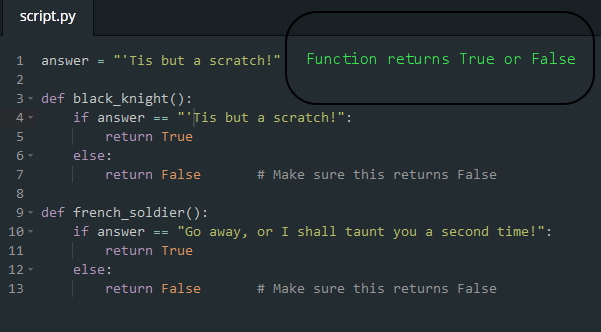 script.py
Function returns True or False
1 answer = "'Tis but a scratch!"
2
3 def black_knight():
4     if answer == "'Tis but a scratch!":
5         return True
6     else:
7         return False       # Make sure this returns False
8
9 def french_soldier():
10     if answer == "Go away, or I shall taunt you a second time!":
11         return True
12     else:
13         return False       # Make sure this returns False